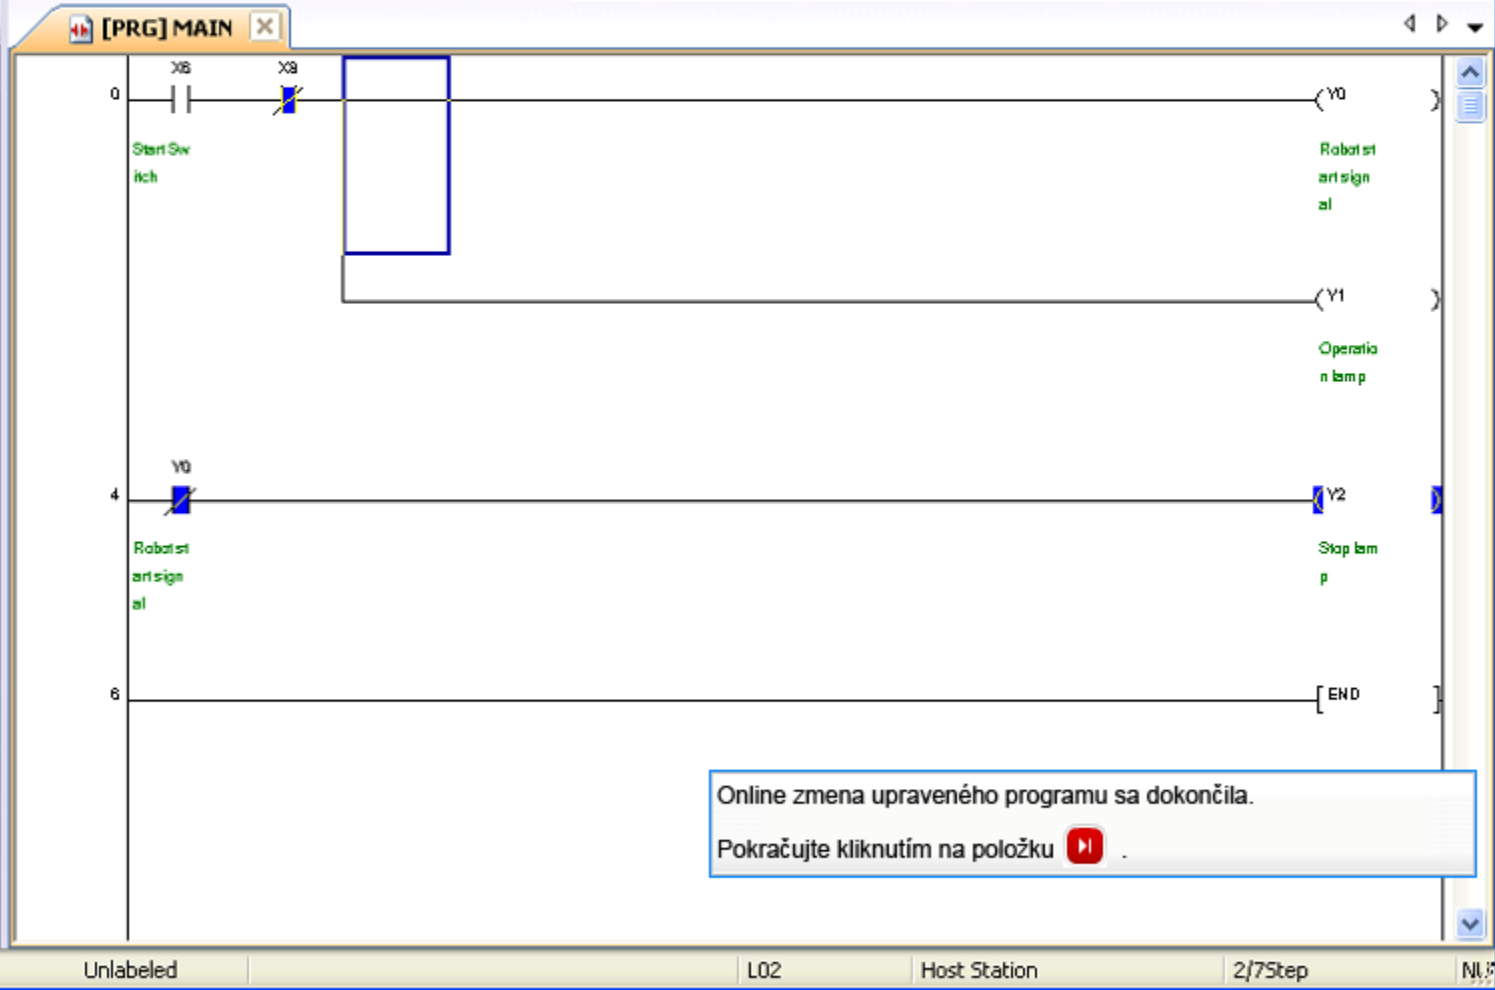 [PRG] MAIN
X6 X8
0 Y0
Start Sw Robot st
itch art sign
al
Y1
Operatio
n lamp
Y0
4 Y2
Robot st Stop lam
art sign p
al
6 END
Online zmena upraveného programu sa dokončila.
Pokračujte kliknutím na položku .
Unlabeled L02 Host Station 2/7Step